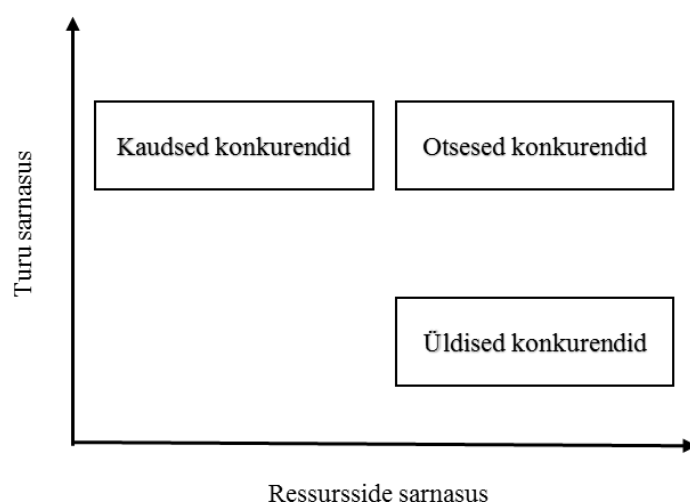 Turu sarnasus
Kaudsed konkurendid
Otsesed konkurendid
Üldised konkurendid
Ressursside sarnasus